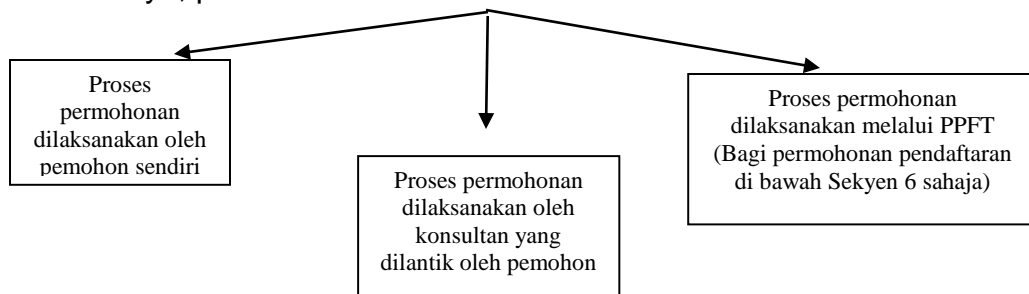 Proses
permohonan
dilaksanakan oleh
pemohon sendiri
Proses permohonan
dilaksanakan oleh
konsultan yang
dilantik oleh pemohon
Proses permohonan
dilaksanakan melalui PPFT
(Bagi permohonan pendaftaran
di bawah Sekyen 6 sahaja)